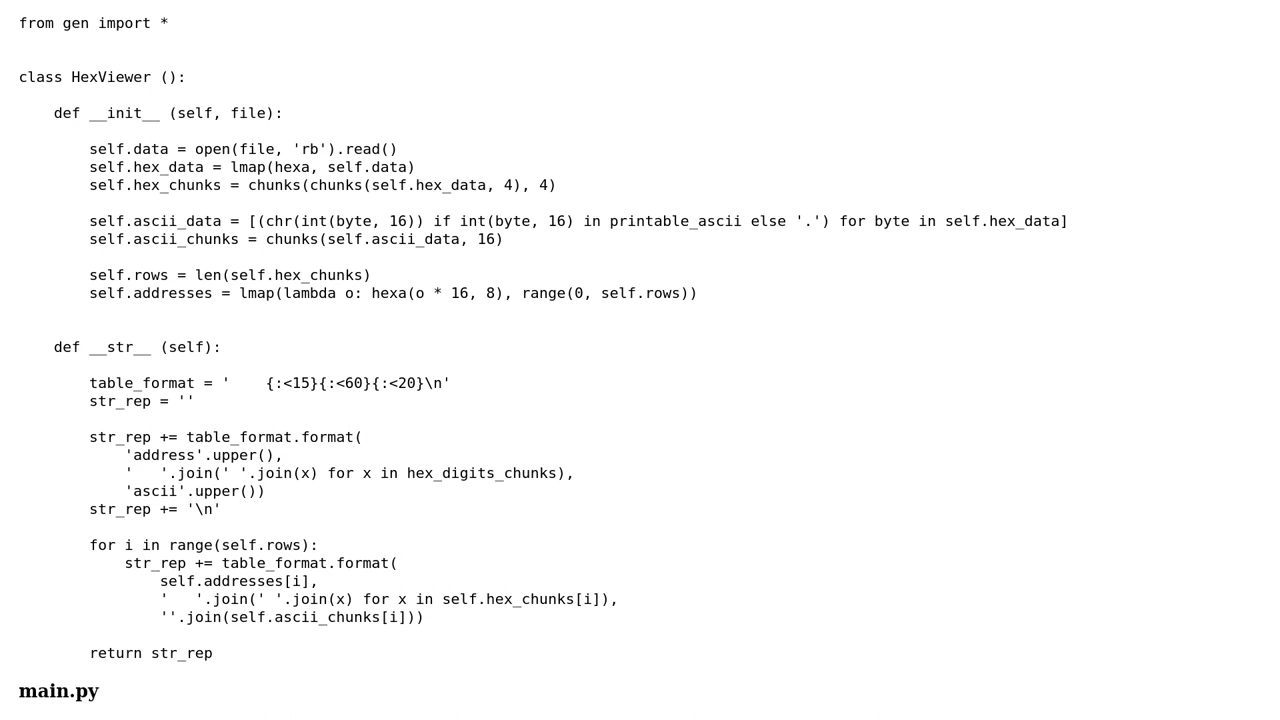 from gen import *
class HexViewer ():
    def __init__ (self, file):
        self.data = open(file, 'rb').read()
        self.hex_data = lmap(hexa, self.data)
        self.hex_chunks = chunks(chunks(self.hex_data, 4), 4)
        self.ascii_data = [(chr(int(byte, 16)) if int(byte, 16) in printable_ascii else '.') for byte in self.hex_data]
        self.ascii_chunks = chunks(self.ascii_data, 16)
        self.rows = len(self.hex_chunks)
        self.addresses = lmap(lambda o: hexa(o * 16, 8), range(0, self.rows))
    def __str__ (self):
        table_format = '    {:<15}{:<60}{:<20}\n'
        str_rep = ''
        str_rep += table_format.format(
            'address'.upper(),
            '   '.join(' '.join(x) for x in hex_digits_chunks),
            'ascii'.upper())
        str_rep += '\n'
        for i in range(self.rows):
            str_rep += table_format.format(
                self.addresses[i],
                '   '.join(' '.join(x) for x in self.hex_chunks[i]),
                ''.join(self.ascii_chunks[i]))
        return str_rep
main.py